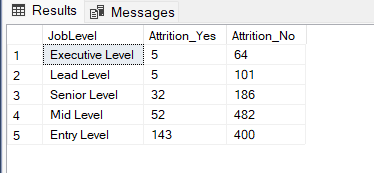 Results Messages
JobLevel Attrition_Yes Attrition_No
1 Executive Level 5 64
2 Lead Level 5 101
3 Senior Level 32 186
4 Mid Level 52 482
5 Entry Level 143 400